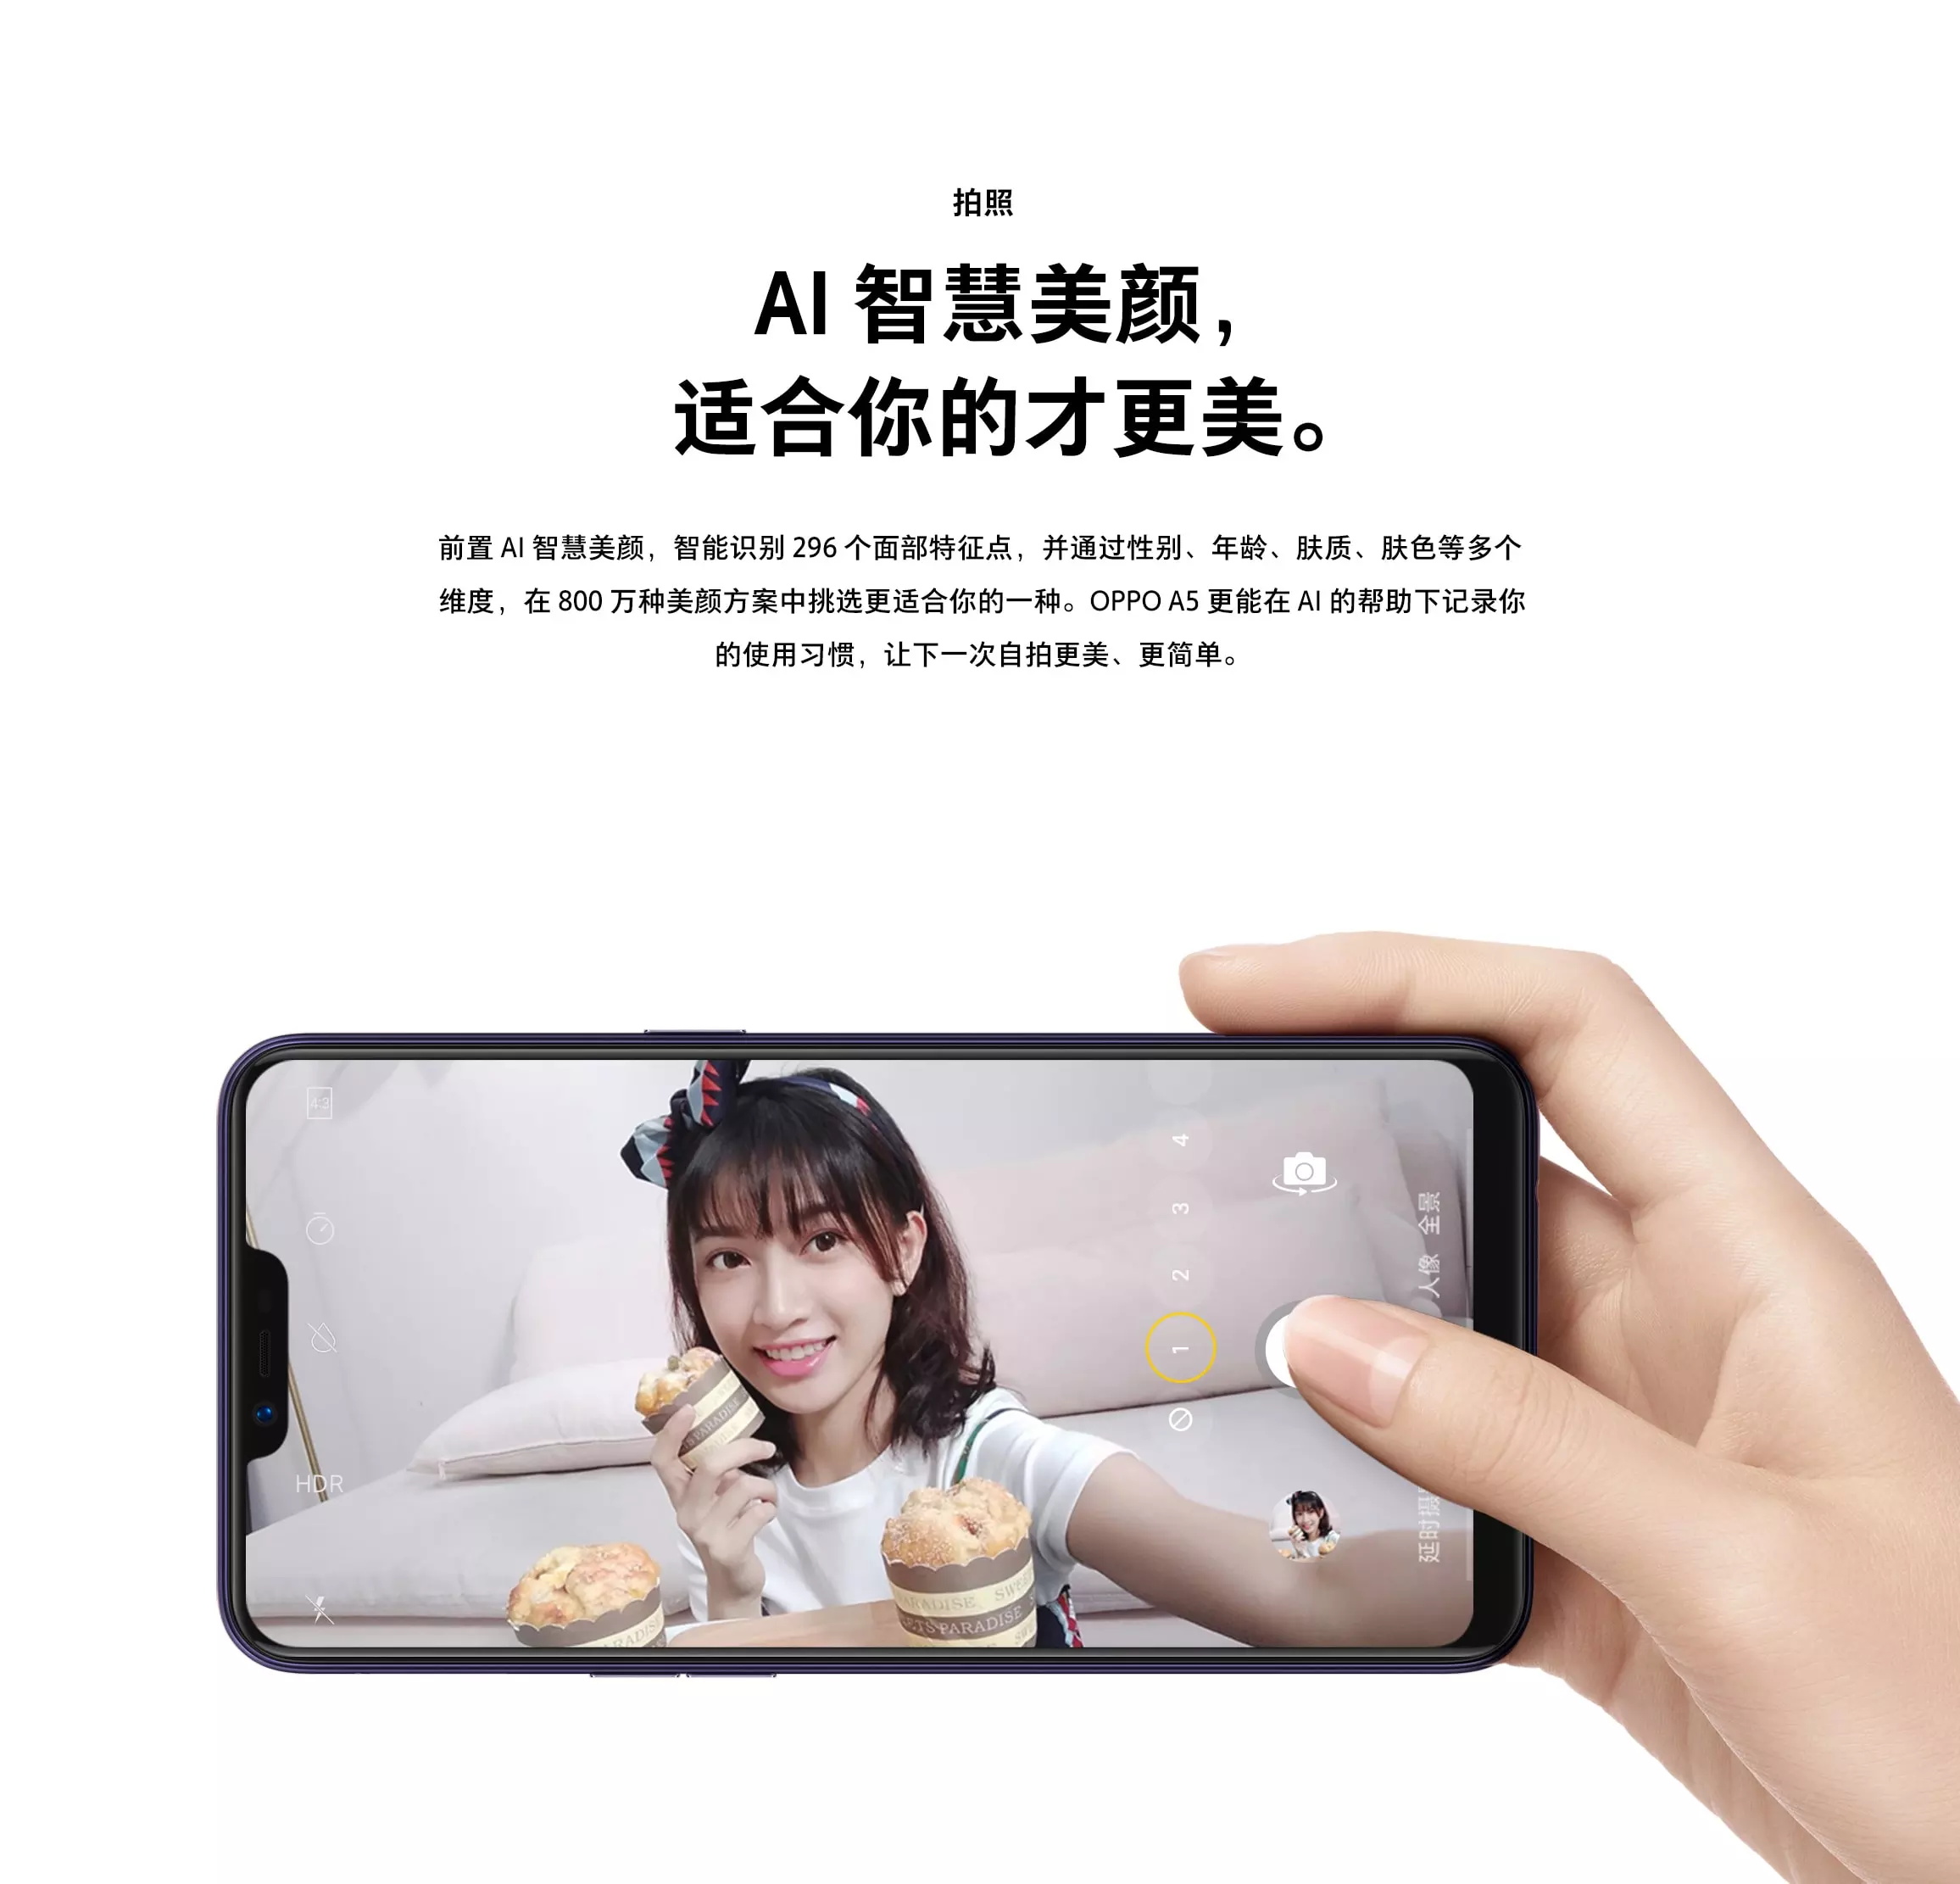 拍照
AI 智慧美颜，
适合你的才更美。
前置 AI 智慧美颜，智能识别 296 个面部特征点，并通过性别、年龄、肤质、肤色等多个
维度，在 800 万种美颜方案中挑选更适合你的一种。OPPO A5 更能在 AI 的帮助下记录你
的使用习惯，让下一次自拍更美、更简单。
4:3
HDR
4
3
2
1
全景
人像
延时摄
PARADISE
SWE
ETS PARADISE